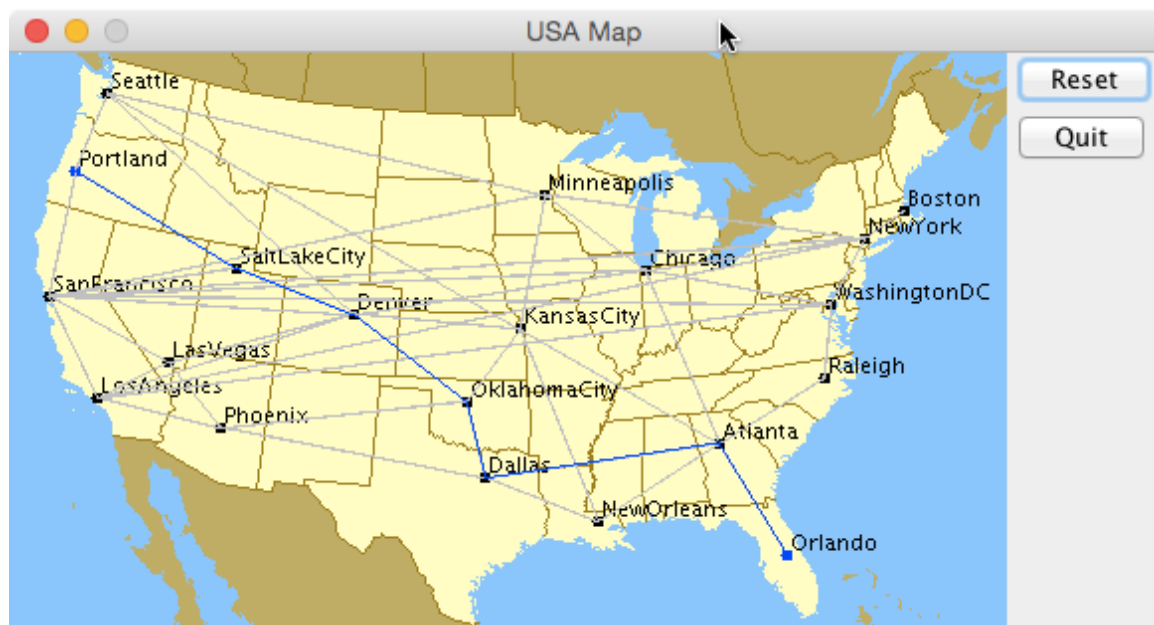 USA Map
Reset
Quit
Seattle
Portland
Minneapolis
Boston
NewYork
SaltLakeCity
Chicago
SanFrancisco
Denver
WashingtonDC
KansasCity
LasVegas
Raleigh
LosAngeles
OklahomaCity
Phoenix
Atlanta
Dallas
NewOrleans
Orlando